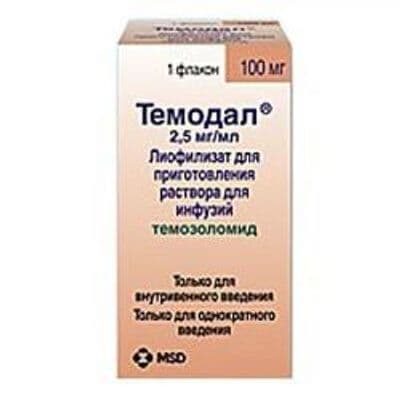 1 флакон 100 мг
Темодал®
2,5 мг/мл
Лиофилизат для
приготовления
раствора для
инфузий
темозоломид
Только для
внутривенного введения
Только для однократного
введения
MSD